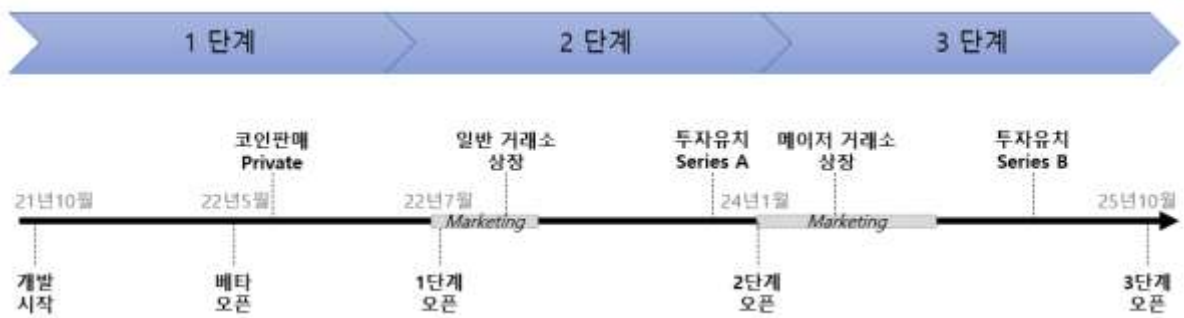 1 단계
2 단계
3 단계
코인판매
Private
일반 거래소
상장
투자유치
Series A
메이저 거래소
상장
투자유치
Series B
21년10월
22년5월
22년7월
24년1월
25년10월
Marketing
Marketing
개발
시작
베타
오픈
1단계
오픈
2단계
오픈
3단계
오픈